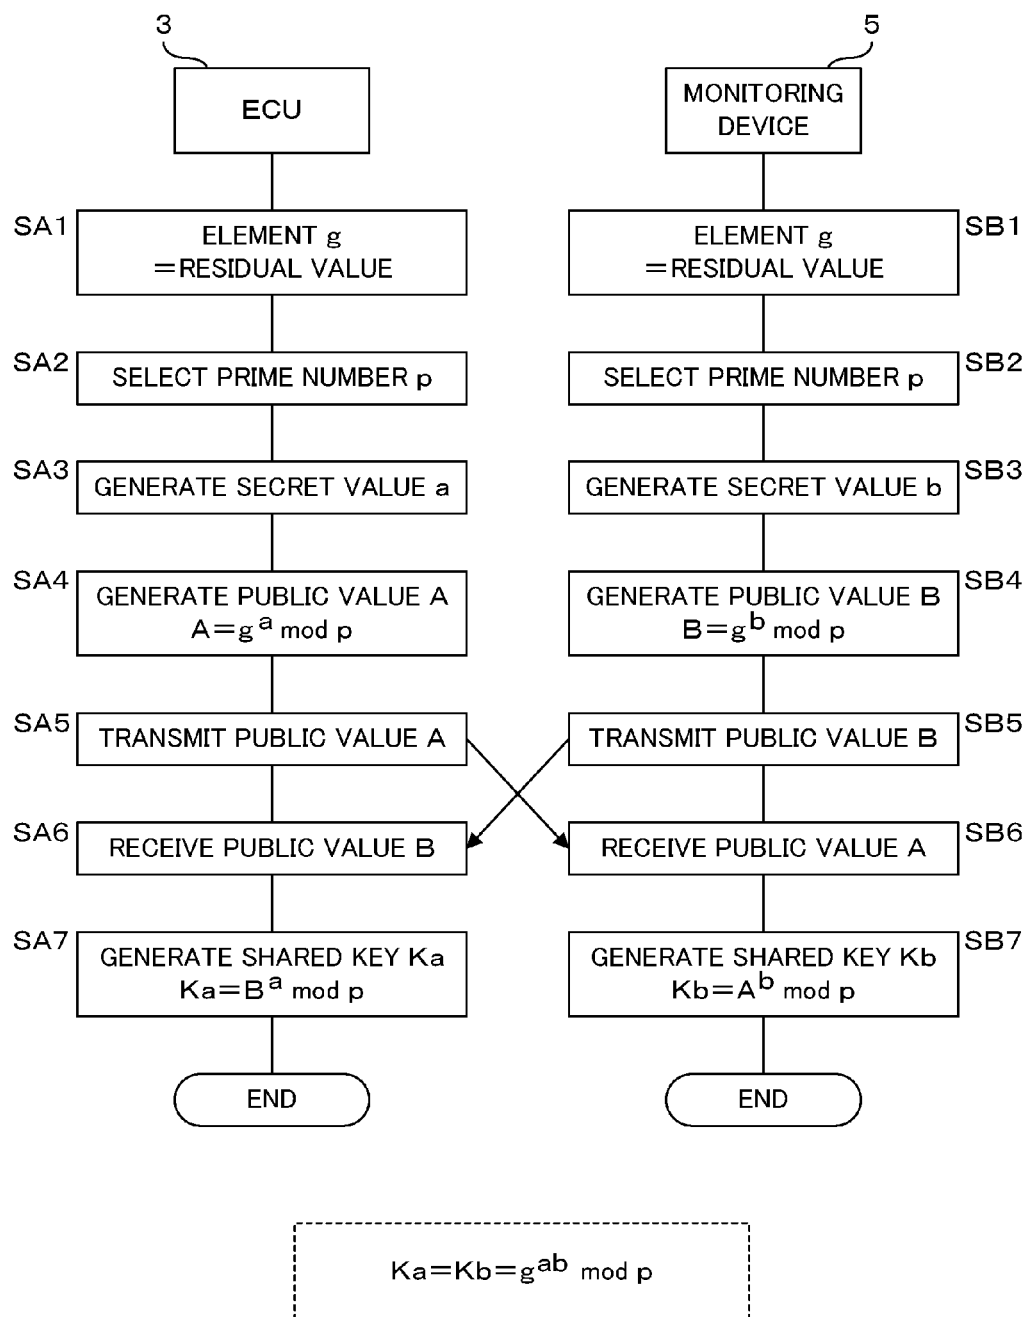 3
ECU
SA1
ELEMENT g
=RESIDUAL VALUE
SA2
SELECT PRIME NUMBER p
SA3
GENERATE SECRET VALUE a
SA4
GENERATE PUBLIC VALUE A
A=g^a mod p
SA5
TRANSMIT PUBLIC VALUE A
SA6
RECEIVE PUBLIC VALUE B
SA7
GENERATE SHARED KEY Ka
Ka=B^a mod p
END
5
MONITORING
DEVICE
SB1
ELEMENT g
=RESIDUAL VALUE
SB2
SELECT PRIME NUMBER p
SB3
GENERATE SECRET VALUE b
SB4
GENERATE PUBLIC VALUE B
B=g^b mod p
SB5
TRANSMIT PUBLIC VALUE B
SB6
RECEIVE PUBLIC VALUE A
SB7
GENERATE SHARED KEY Kb
Kb=A^b mod p
END
Ka=Kb=g^ab mod p